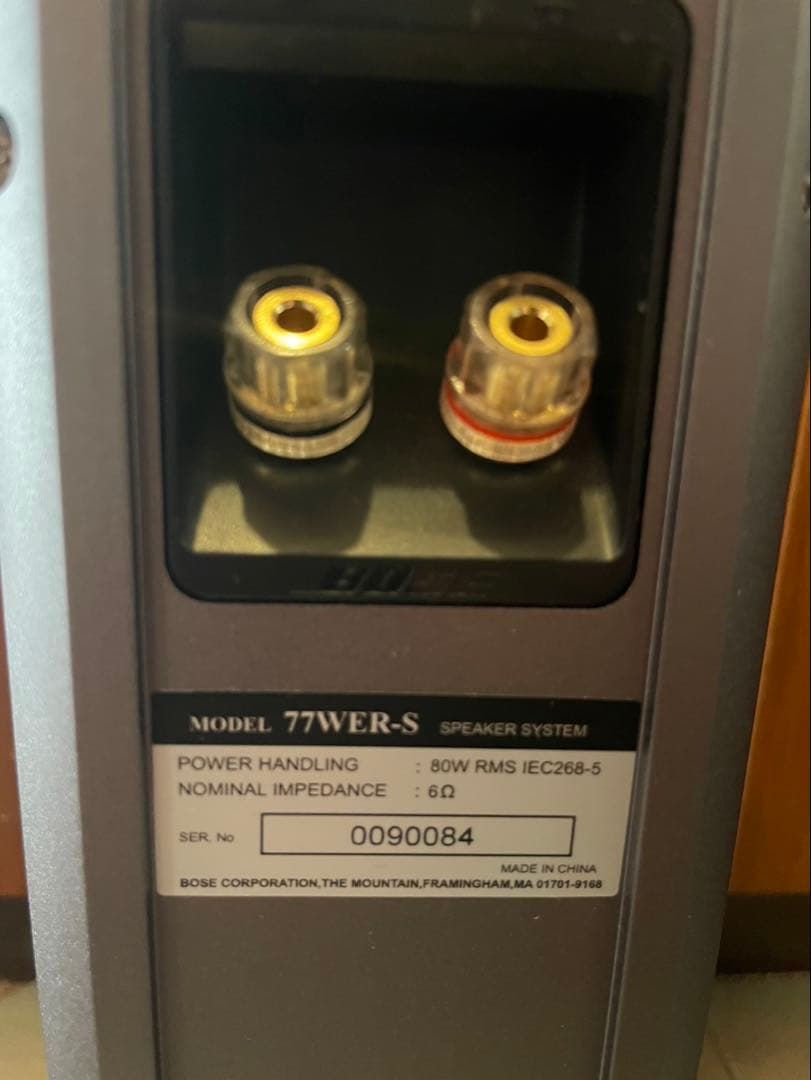 BOSE
MODEL 77WER-S SPEAKER SYSTEM
POWER HANDLING : 80W RMS IEC268-5
NOMINAL IMPEDANCE : 6Ω
SER. No 0090084
MADE IN CHINA
BOSE CORPORATION,THE MOUNTAIN,FRAMINGHAM,MA 01701-9168